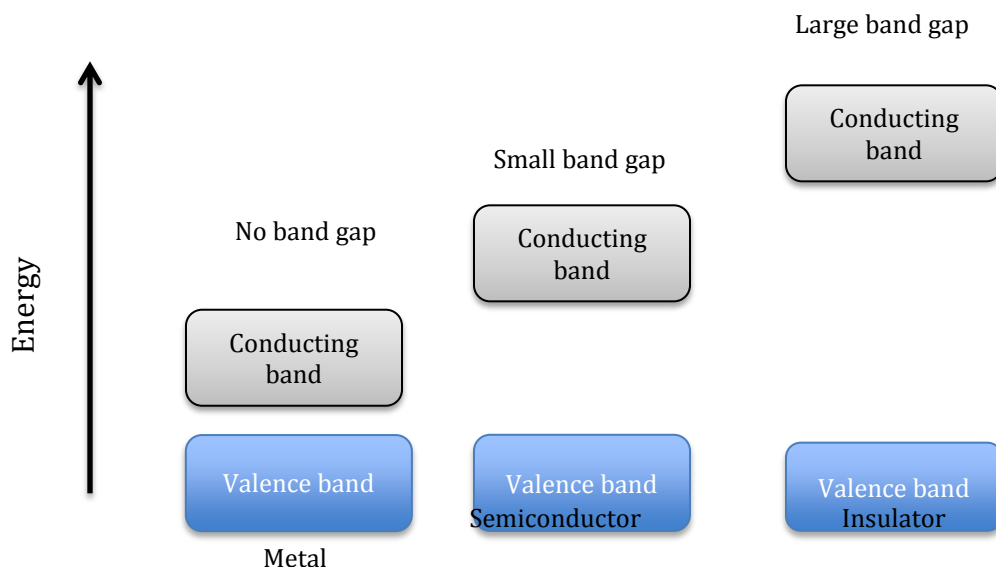 Large band gap
Conducting
band
Small band gap
Conducting
band
No band gap
Conducting
band
Energy
Valence band
Valence band
Valence band
Semiconductor
Insulator
Metal